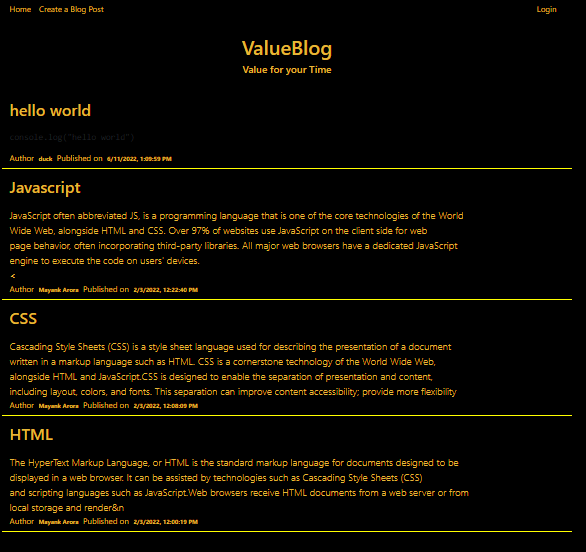 Home Create a Blog Post Login
ValueBlog
Value for your Time
hello world
console.log("hello world")
Author duck Published on 6/11/2022, 1:09:59 PM
Javascript
JavaScript often abbreviated JS, is a programming language that is one of the core technologies of the World
Wide Web, alongside HTML and CSS. Over 97% of websites use JavaScript on the client side for web
page behavior, often incorporating third-party libraries. All major web browsers have a dedicated JavaScript
engine to execute the code on users' devices.
<
Author Mayank Arora Published on 2/3/2022, 12:22:40 PM
CSS
Cascading Style Sheets (CSS) is a style sheet language used for describing the presentation of a document
written in a markup language such as HTML. CSS is a cornerstone technology of the World Wide Web,
alongside HTML and JavaScript.CSS is designed to enable the separation of presentation and content,
including layout, colors, and fonts. This separation can improve content accessibility; provide more flexibility
Author Mayank Arora Published on 2/3/2022, 12:08:09 PM
HTML
The HyperText Markup Language, or HTML is the standard markup language for documents designed to be
displayed in a web browser. It can be assisted by technologies such as Cascading Style Sheets (CSS)
and scripting languages such as JavaScript.Web browsers receive HTML documents from a web server or from
local storage and render&n
Author Mayank Arora Published on 2/3/2022, 12:00:19 PM